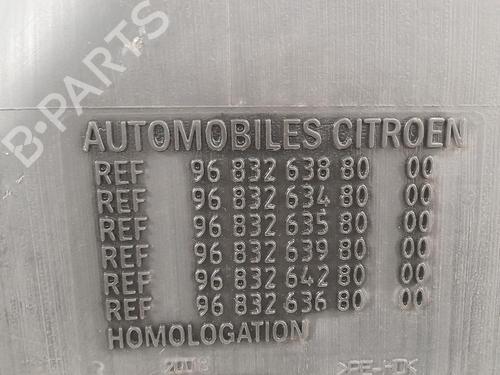 B-PARTS
AUTOMOBILES CITROEN
REF 96 832 638 80 00
REF 96 832 634 80 00
REF 96 832 635 80 00
REF 96 832 639 80 00
REF 96 832 642 80 00
REF 96 832 636 80 00
HOMOLOGATION
>PE-HD<